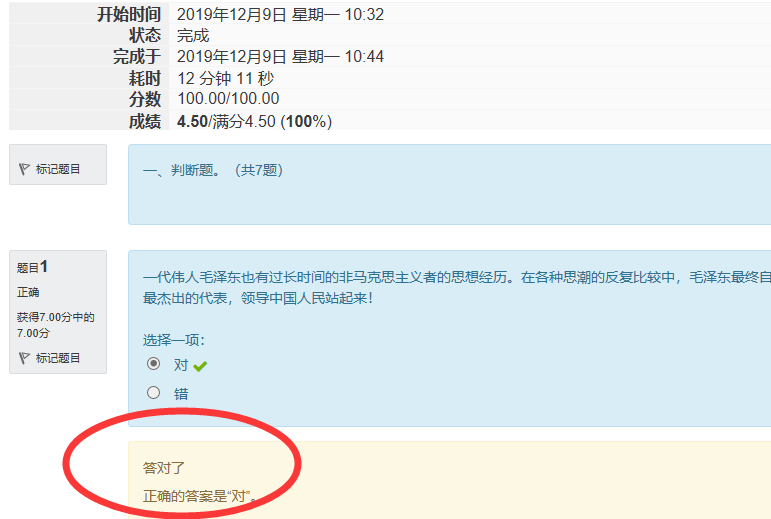 开始时间 2019年12月9日 星期一 10:32
状态 完成
完成于 2019年12月9日 星期一 10:44
耗时 12 分钟 11 秒
分数 100.00/100.00
成绩 4.50/满分4.50 (100%)
标记题目
一、判断题。（共7题）
题目1
正确
获得7.00分中的
7.00分
标记题目
一代伟人毛泽东也有过长时间的非马克思主义者的思想经历。在各种思潮的反复比较中，毛泽东最终自
最杰出的代表，领导中国人民站起来！
选择一项：
对
错
答对了
正确的答案是“对”。